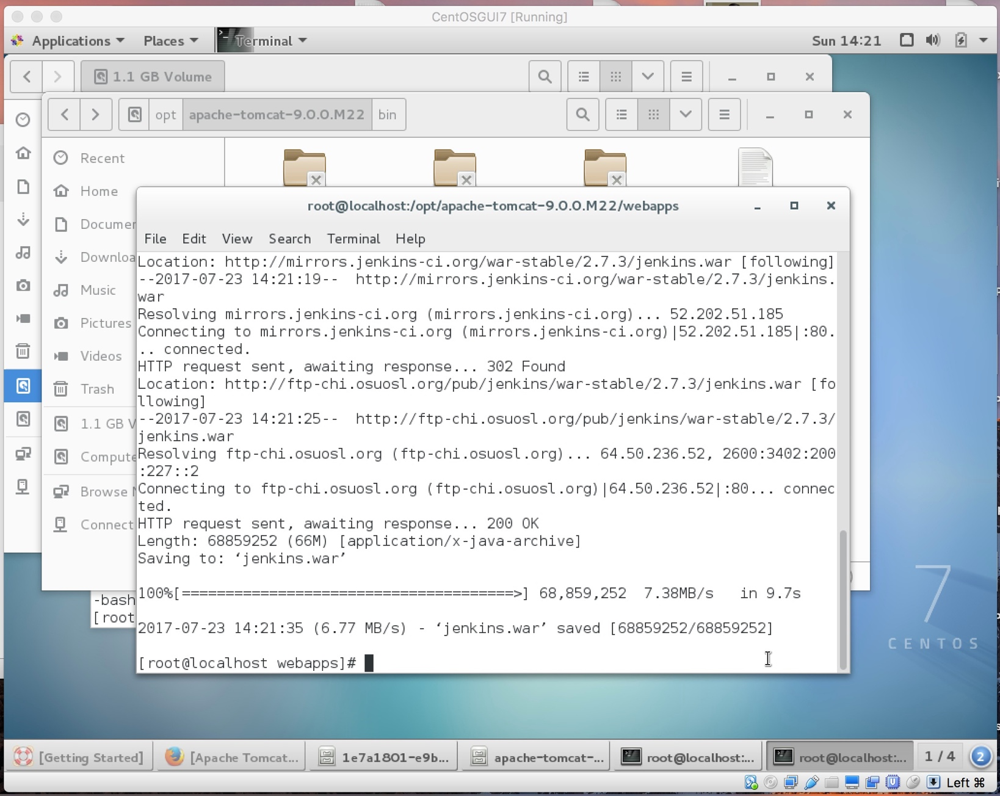 CentOSGUI7 [Running]
Applications Places Terminal Sun 14:21
1.1 GB Volume
opt apache-tomcat-9.0.0.M22 bin
Recent
Home
Documen
Downloa
Music
Pictures
Videos
Trash
1.1 GB V
Compute
Browse N
Connect
root@localhost:/opt/apache-tomcat-9.0.0.M22/webapps
File Edit View Search Terminal Help
Location: http://mirrors.jenkins-ci.org/war-stable/2.7.3/jenkins.war [following]
--2017-07-23 14:21:19--  http://mirrors.jenkins-ci.org/war-stable/2.7.3/jenkins.
war
Resolving mirrors.jenkins-ci.org (mirrors.jenkins-ci.org)... 52.202.51.185
Connecting to mirrors.jenkins-ci.org (mirrors.jenkins-ci.org)|52.202.51.185|:80.
.. connected.
HTTP request sent, awaiting response... 302 Found
Location: http://ftp-chi.osuosl.org/pub/jenkins/war-stable/2.7.3/jenkins.war [fo
llowing]
--2017-07-23 14:21:25--  http://ftp-chi.osuosl.org/pub/jenkins/war-stable/2.7.3/
jenkins.war
Resolving ftp-chi.osuosl.org (ftp-chi.osuosl.org)... 64.50.236.52, 2600:3402:200
:227::2
Connecting to ftp-chi.osuosl.org (ftp-chi.osuosl.org)|64.50.236.52|:80... connec
ted.
HTTP request sent, awaiting response... 200 OK
Length: 68859252 (66M) [application/x-java-archive]
Saving to: ‘jenkins.war’
100%[======================================>] 68,859,252  7.38MB/s   in 9.7s
2017-07-23 14:21:35 (6.77 MB/s) - ‘jenkins.war’ saved [68859252/68859252]
[root@localhost webapps]#
-bash
[root
7
CENTOS
[Getting Started] [Apache Tomcat... 1e7a1801-e9b... apache-tomcat-... root@localhost:... root@localhost:... 1 / 4 2
Left ⌘